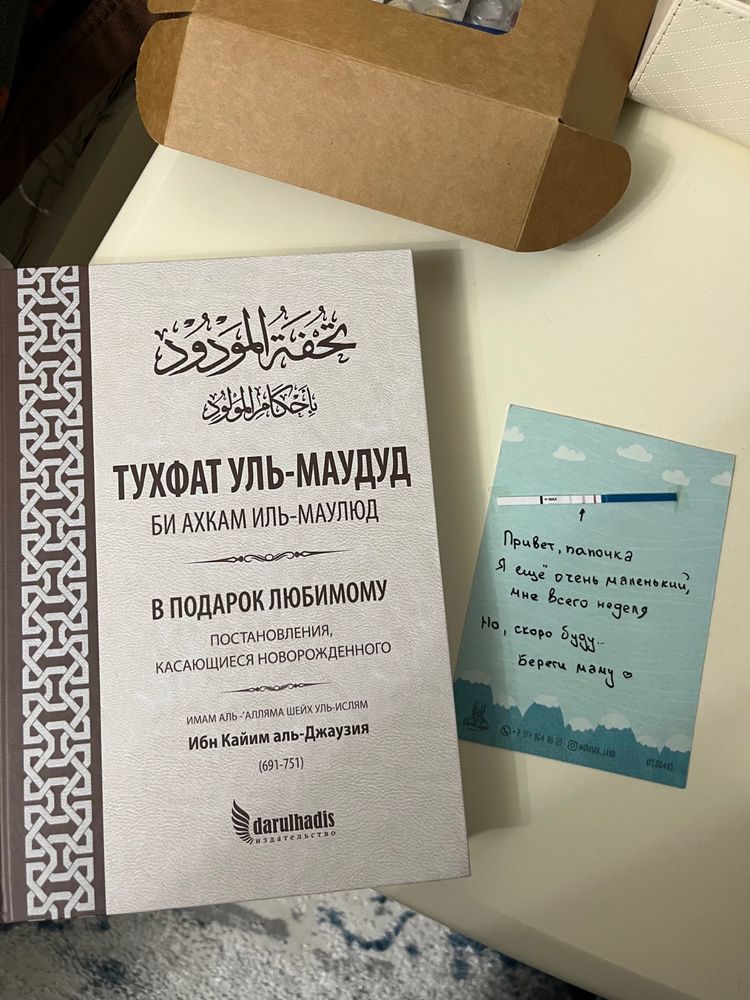 تحفة المودود
بأحكام المولود
ТУХФАТ УЛЬ-МАУДУД
БИ АХКАМ ИЛЬ-МАУЛЮД
В ПОДАРОК ЛЮБИМОМУ
ПОСТАНОВЛЕНИЯ,
КАСАЮЩИЕСЯ НОВОРОЖДЕННОГО
ИМАМ АЛЬ-'АЛЛЯМА ШЕЙХ УЛЬ-ИСЛЯМ
Ибн Кайим аль-Джаузия
(691-751)
darulhadis
издательство
MAX
Привет, папочка
Я ещё очень маленький,
мне всего неделя
Но, скоро буду...
Береги маму